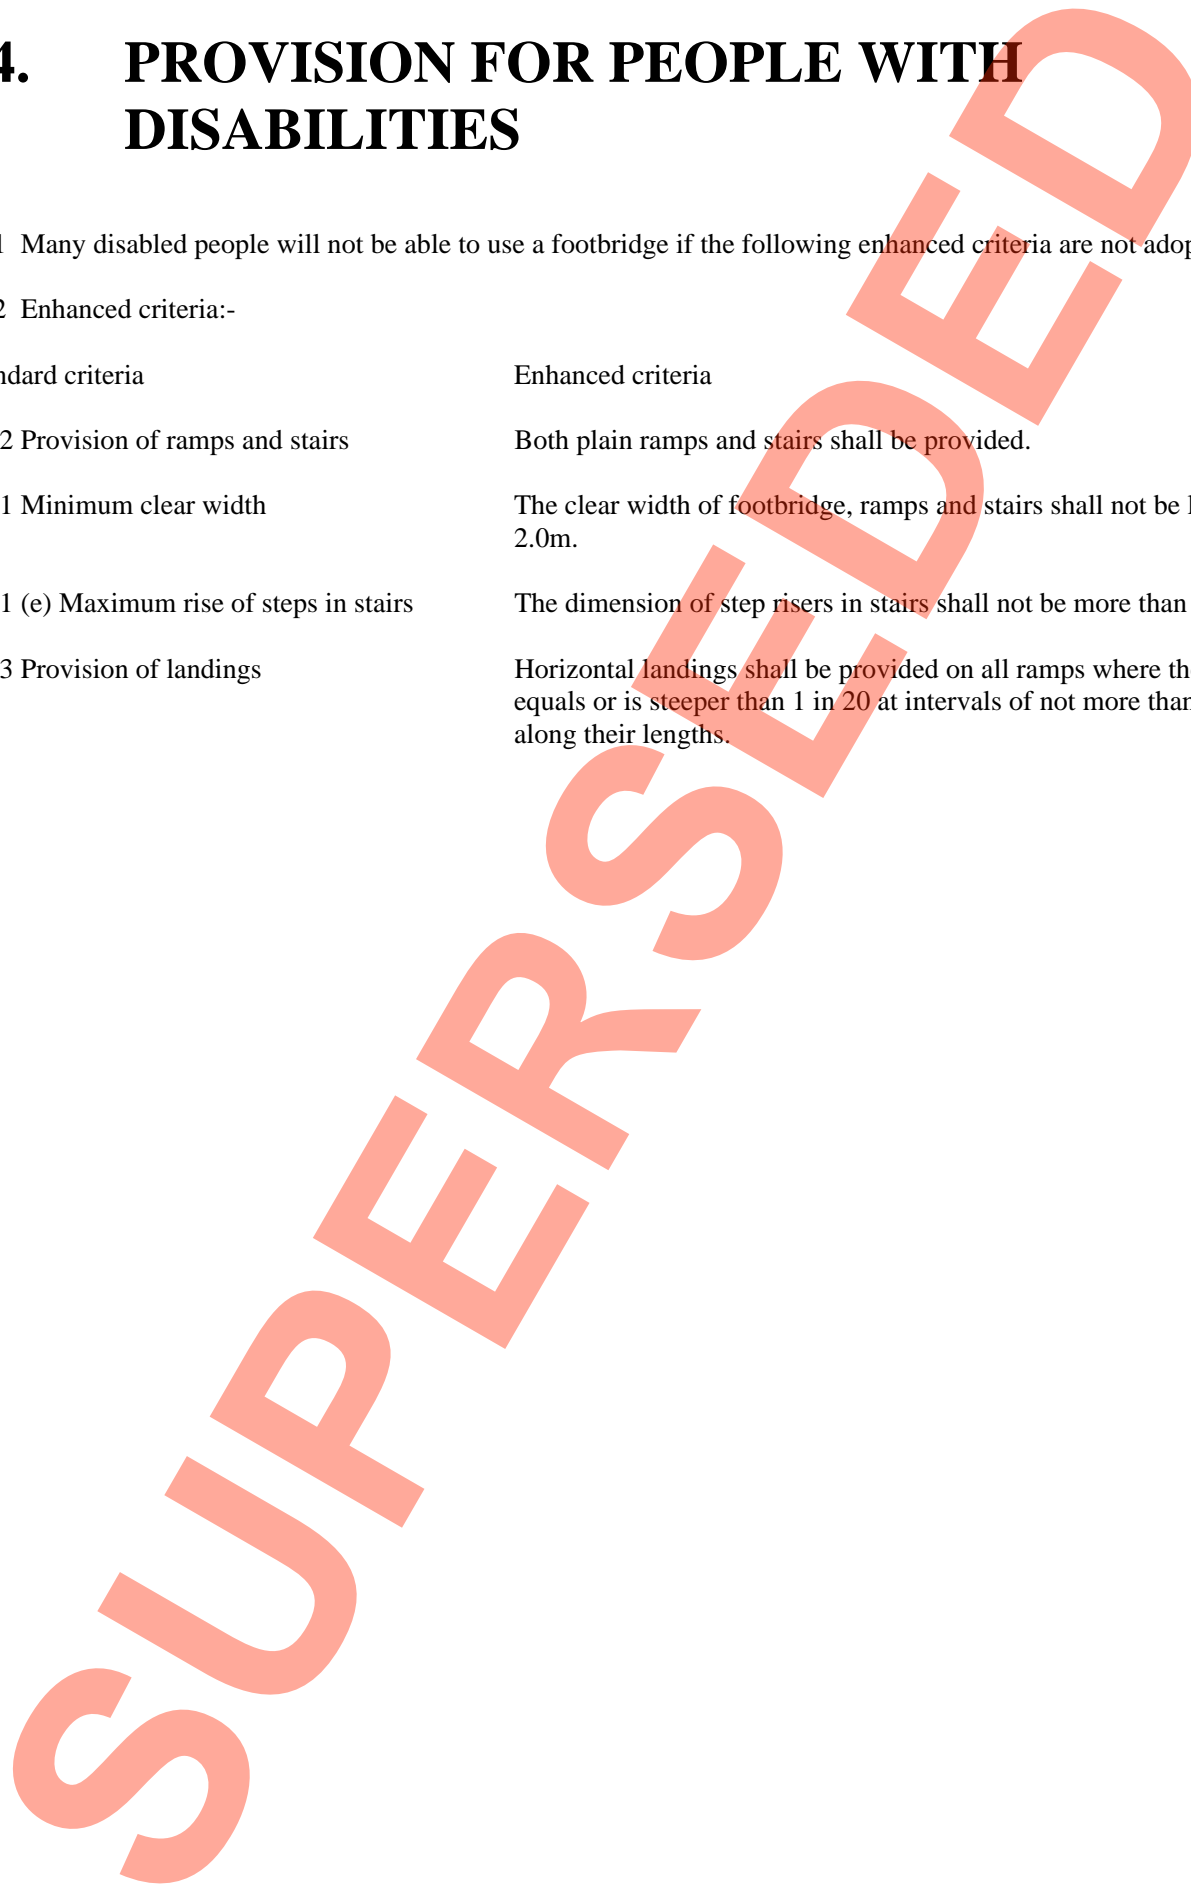 4. PROVISION FOR PEOPLE WITH
DISABILITIES
Many disabled people will not be able to use a footbridge if the following enhanced criteria are not
2 Enhanced criteria:-
criteria Enhanced criteria
2 Provision of ramps and stairs Both plain ramps and stairs shall be provided.
1 Minimum clear width The clear width of footbridge, ramps and stairs shall not be
2.0m.
1 (e) Maximum rise of steps in stairs The dimension of step risers in stairs shall not be more than
3 Provision of landings Horizontal landings shall be provided on all ramps where
equals or is steeper than 1 in 20 at intervals of not more than
along their lengths.
SUPERSEDED